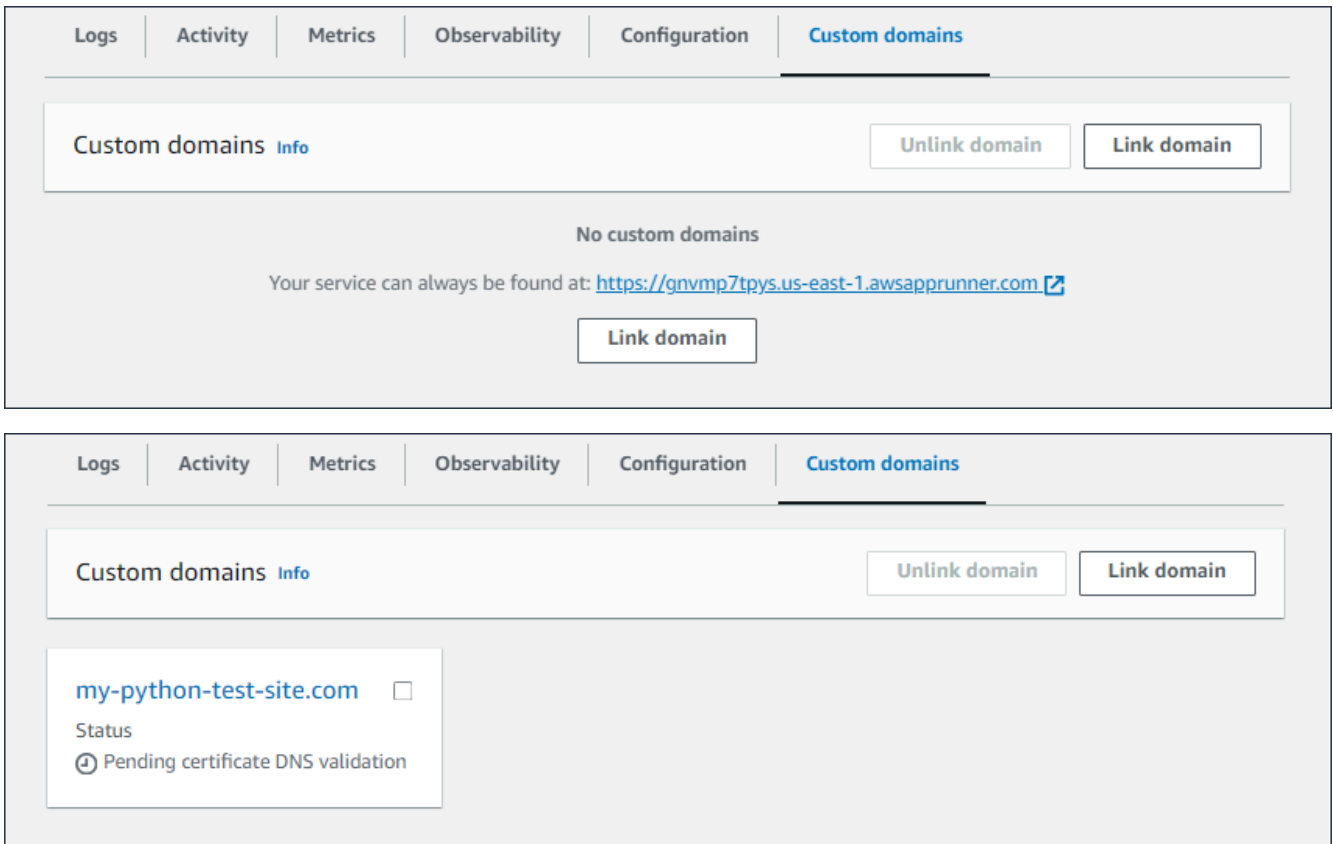 Logs Activity Metrics Observability Configuration Custom domains
Custom domains Info Unlink domain Link domain
No custom domains
Your service can always be found at: https://gnvmp7tpys.us-east-1.awsapprunner.com
Link domain
Logs Activity Metrics Observability Configuration Custom domains
Custom domains Info Unlink domain Link domain
my-python-test-site.com
Status
Pending certificate DNS validation